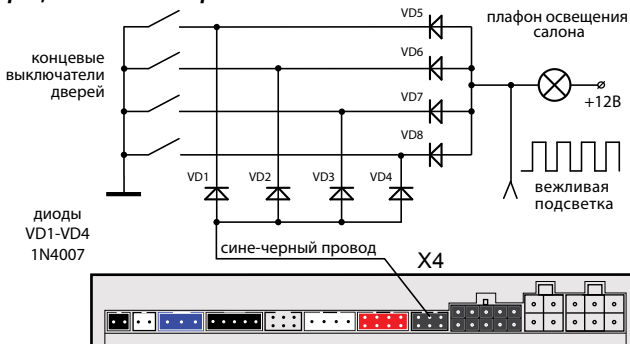 VD5
плафон освещения
салона
концевые
выключатели
дверей
VD6
+12В
VD7
VD8
VD1 VD2 VD3 VD4
вежливая
подсветка
диоды
VD1-VD4
1N4007
сине-черный провод
X4